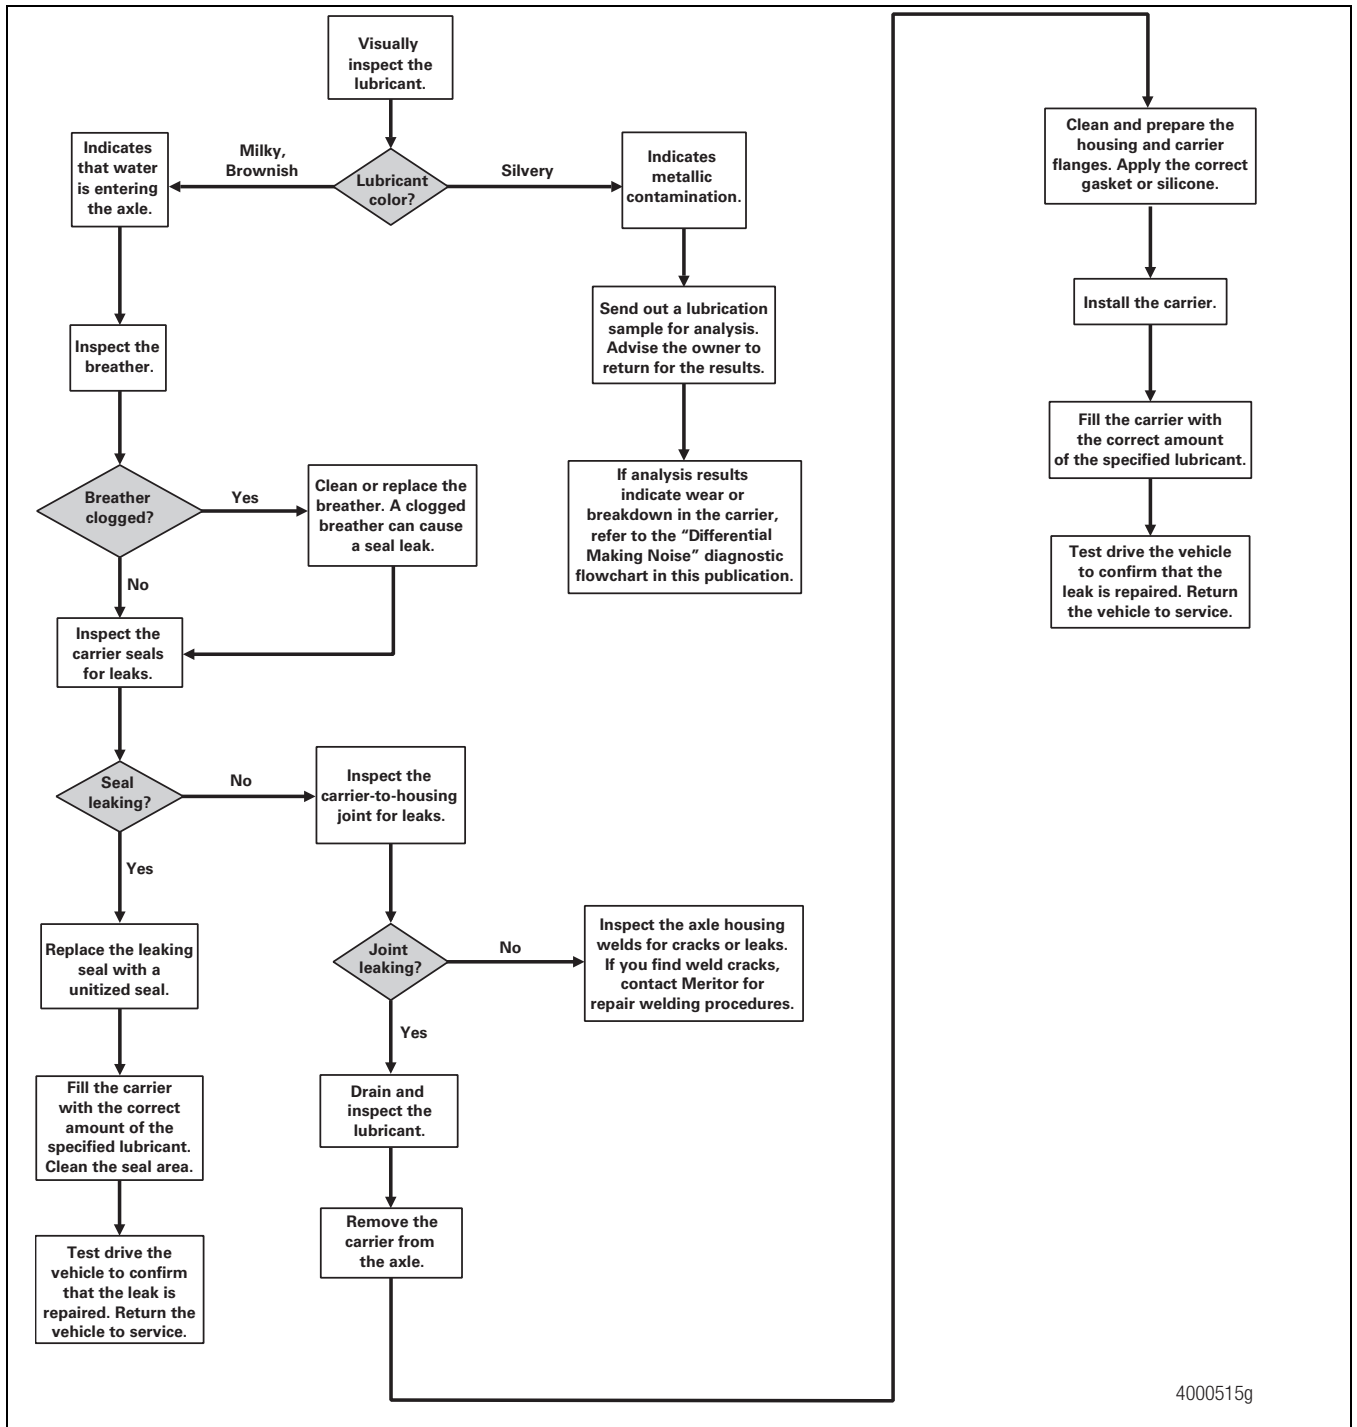 Visually
inspect the
lubricant.
Lubricant
color?
Milky,
Brownish
Silvery
Indicates
that water
is entering
the axle.
Indicates
metallic
contamination.
Inspect the
breather.
Send out a lubrication
sample for analysis.
Advise the owner to
return for the results.
Breather
clogged?
Yes
Clean or replace the
breather. A clogged
breather can cause
a seal leak.
If analysis results
indicate wear or
breakdown in the carrier,
refer to the “Differential
Making Noise” diagnostic
flowchart in this publication.
No
Inspect the
carrier seals
for leaks.
Seal
leaking?
No
Inspect the
carrier-to-housing
joint for leaks.
Yes
Replace the leaking
seal with a
unitized seal.
Fill the carrier
with the correct
amount of the
specified lubricant.
Clean the seal area.
Test drive the
vehicle to confirm
that the leak is
repaired. Return the
vehicle to service.
Joint
leaking?
No
Inspect the axle housing
welds for cracks or leaks.
If you find weld cracks,
contact Meritor for
repair welding procedures.
Yes
Drain and
inspect the
lubricant.
Remove the
carrier from
the axle.
Clean and prepare the
housing and carrier
flanges. Apply the correct
gasket or silicone.
Install the carrier.
Fill the carrier with
the correct amount
of the specified lubricant.
Test drive the vehicle
to confirm that the
leak is repaired. Return
the vehicle to service.
4000515g